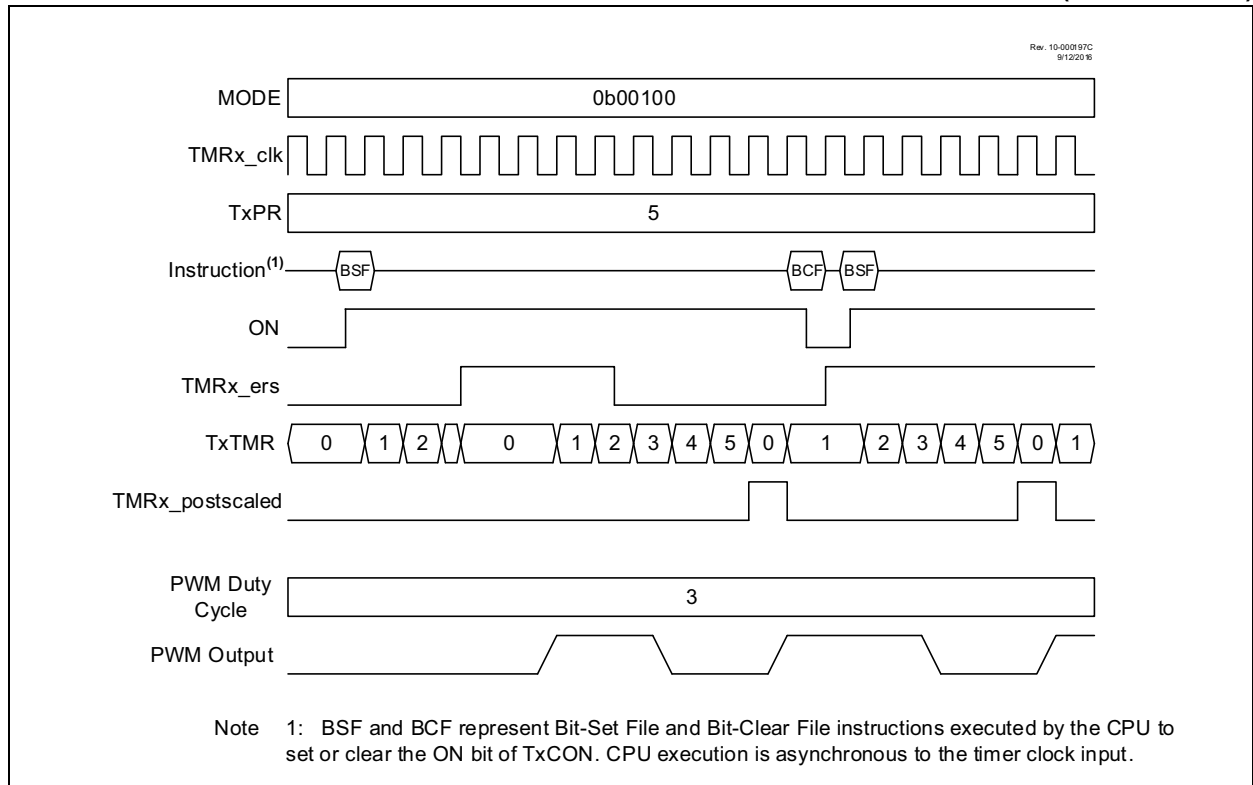 Rev. 10-000197C
9/12/2016
MODE 0b00100
TMRx_clk
TxPR 5
Instruction(1) BSF BCF BSF
ON
TMRx_ers
TxTMR 0 1 2 0 1 2 3 4 5 0 1 2 3 4 5 0 1
TMRx_postscaled
PWM Duty
Cycle 3
PWM Output
Note 1: BSF and BCF represent Bit-Set File and Bit-Clear File instructions executed by the CPU to
set or clear the ON bit of TxCON. CPU execution is asynchronous to the timer clock input.